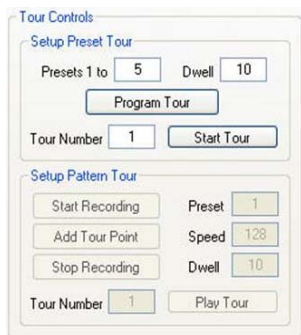 Tour Controls
Setup Preset Tour
Presets 1 to 5 Dwell 10
Program Tour
Tour Number 1 Start Tour
Setup Pattern Tour
Start Recording Preset 1
Add Tour Point Speed 128
Stop Recording Dwell 10
Tour Number 1 Play Tour